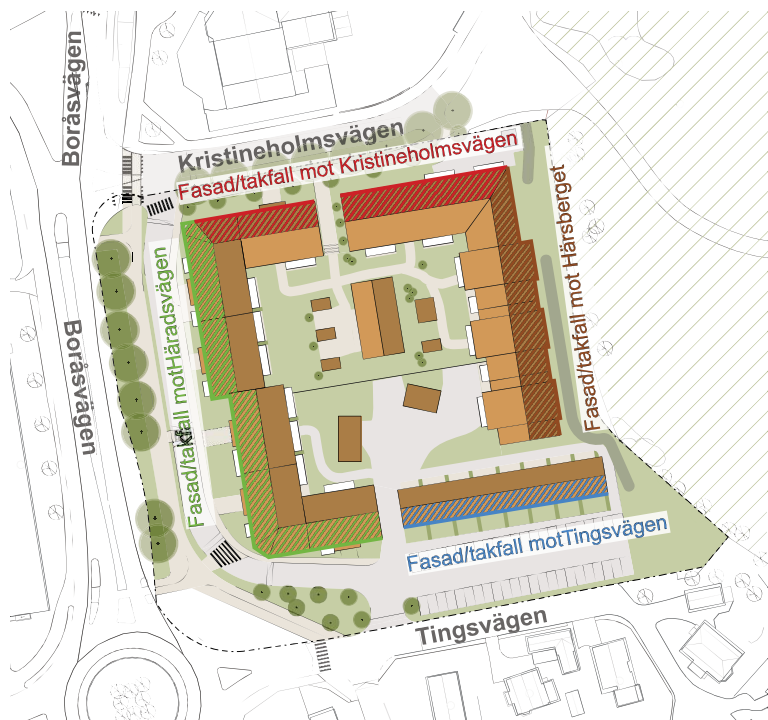 Boråsvägen
Kristineholmsvägen
Fasad/takfall mot Kristineholmsvägen
Fasad/takfall mot Härsberget
Fasad/takfall motHäradsvägen
Boråsvägen
Fasad/takfall motTingsvägen
Tingsvägen